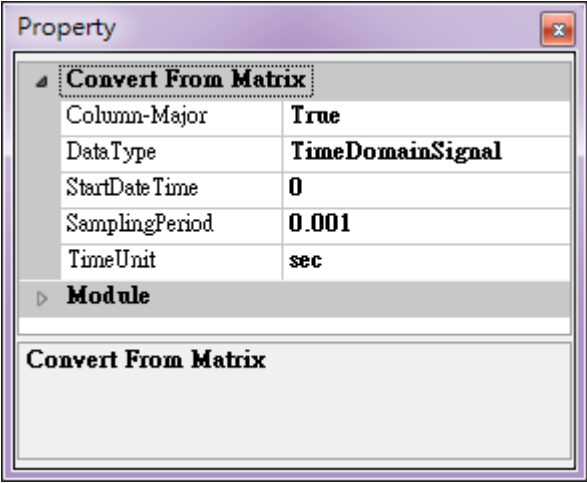 Property
Convert From Matrix
Column-Major True
DataType TimeDomainSignal
StartDateTime 0
SamplingPeriod 0.001
TimeUnit sec
Module
Convert From Matrix